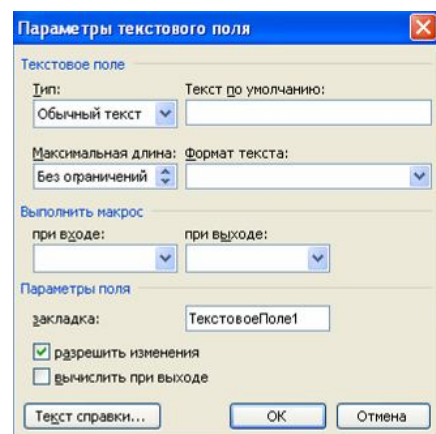 Параметры текстового поля
Текстовое поле
Тип: Текст по умолчанию:
Обычный текст
Максимальная длина: Формат текста:
Без ограничений
Выполнить макрос
при входе: при выходе:
Параметры поля
закладка: ТекстовоеПоле1
разрешить изменения
вычислить при выходе
Текст справки... ОК Отмена